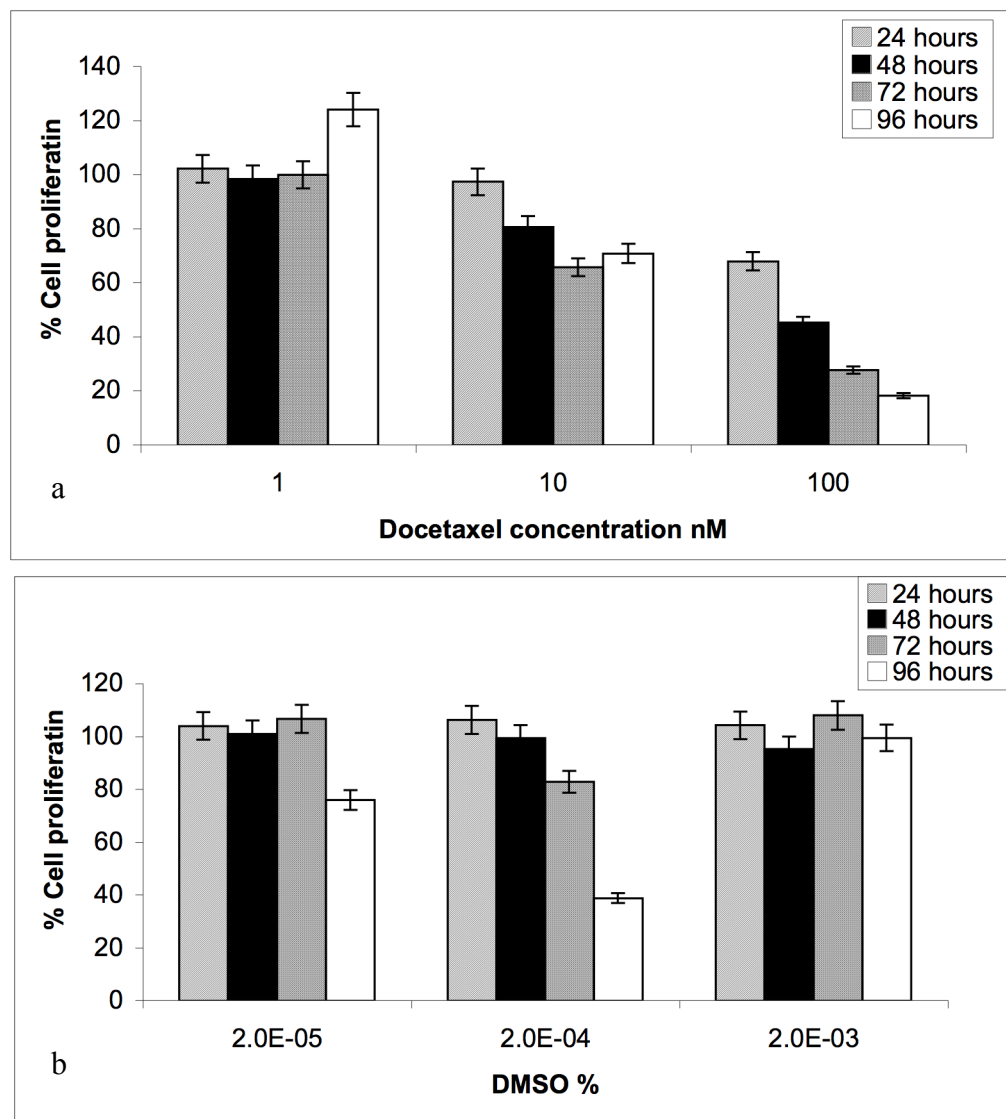 24 hours
48 hours
72 hours
96 hours
140
120
100
80
60
40
20
0
% Cell proliferatin
1 10 100
a
Docetaxel concentration nM
24 hours
48 hours
72 hours
96 hours
120
100
80
60
40
20
0
% Cell proliferatin
2.0E-05 2.0E-04 2.0E-03
b
DMSO %